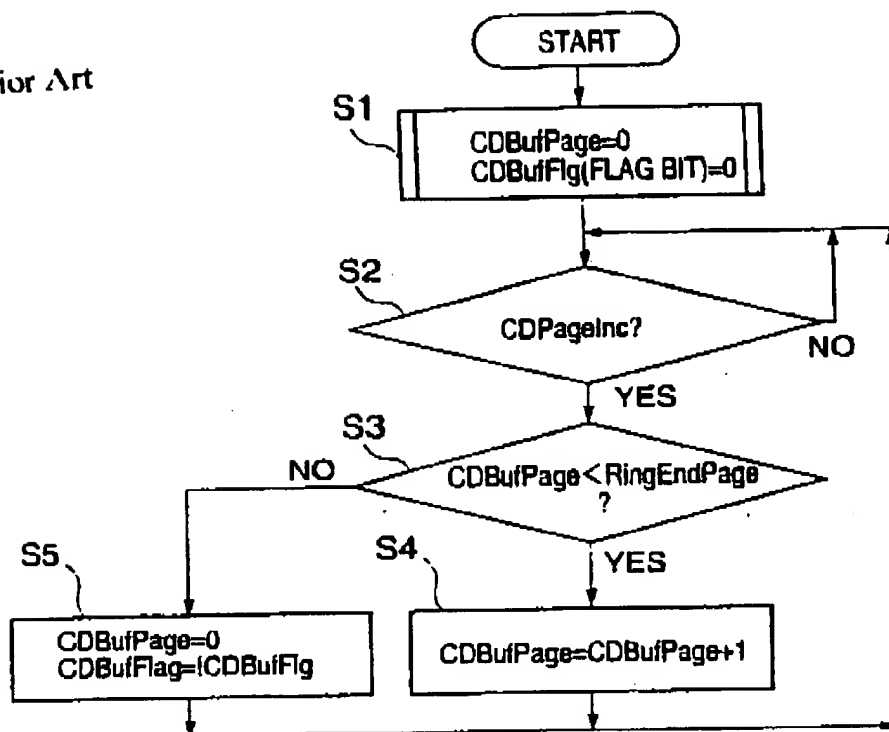 ior Art
START
S1
CDBufPage=0
CDBufFlg(FLAG BIT)=0
S2
CDPageInc?
NO
YES
S3
NO
CDBufPage<RingEndPage
?
S5
S4
YES
CDBufPage=0
CDBufFlag=!CDBufFlg
CDBufPage=CDBufPage+1